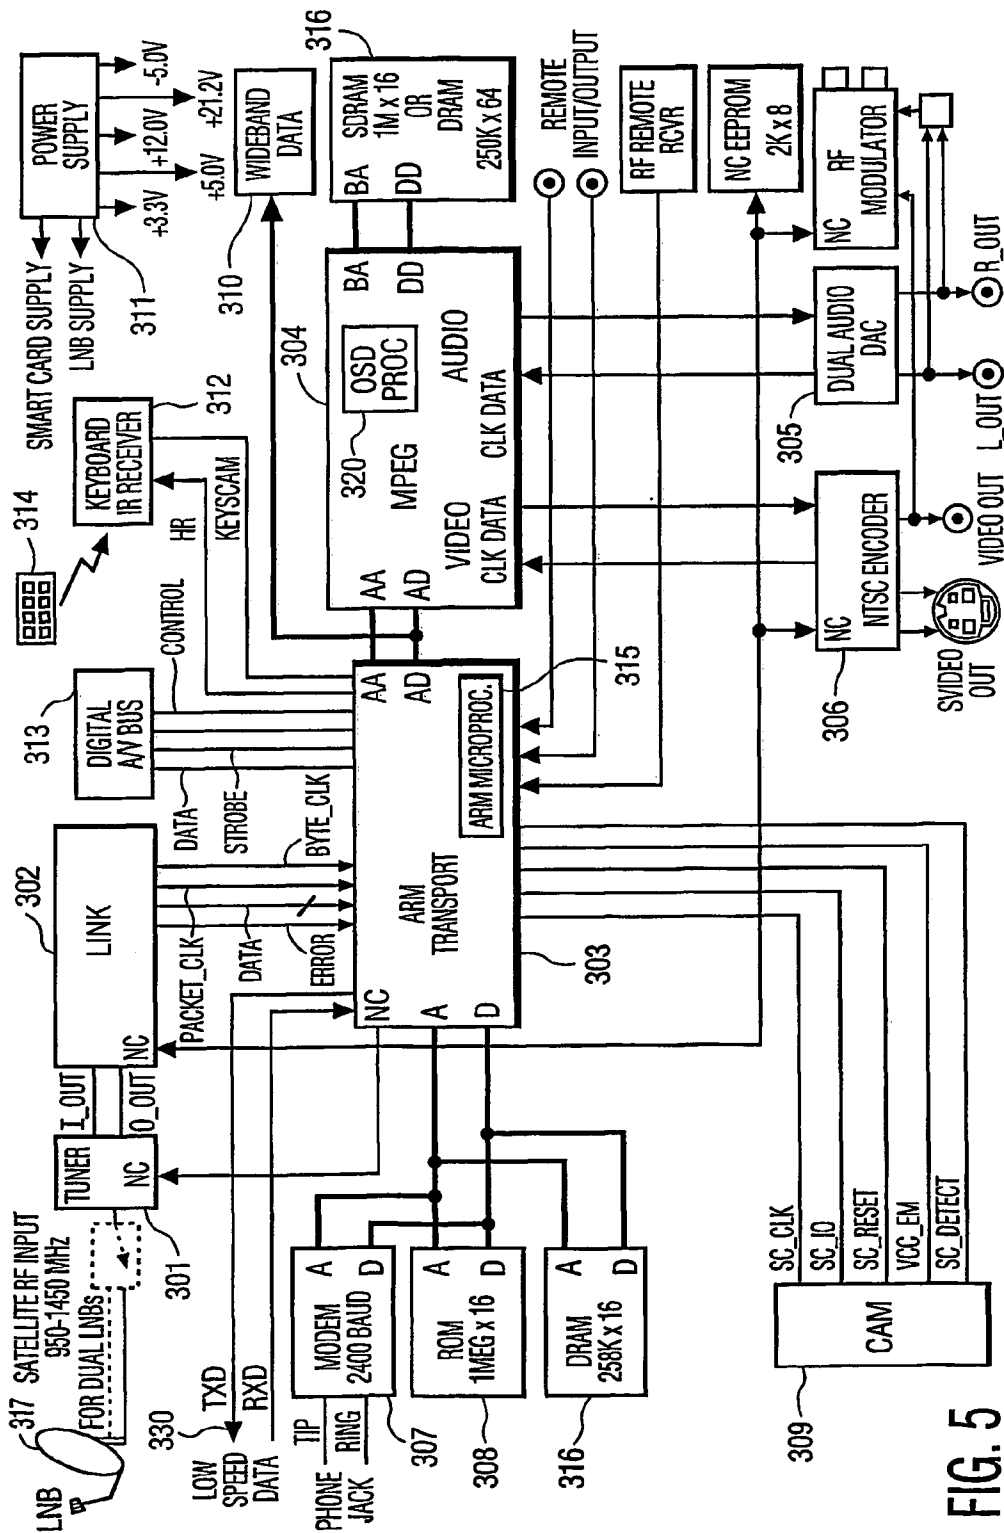 LNB
317
SATELLITE RF INPUT
950-1450 MHz
FOR DUAL LNBs
301
TUNER
NC
I_OUT
O_OUT
302
LINK
NC
PACKET_CLK
DATA
ERROR
BYTE_CLK
313
DIGITAL
A/V BUS
DATA
STROBE
CONTROL
314
KEYBOARD
IR RECEIVER
312
HR
KEYSCAM
SMART CARD SUPPLY
LNB SUPPLY
311
POWER
SUPPLY
+3.3V
+5.0V
+12.0V
+21.2V
-5.0V
330
TXD
RXD
LOW
SPEED
DATA
PHONE
JACK
TIP
RING
MODEM
2400 BAUD
A
D
307
ROM
1MEG x 16
A
D
308
DRAM
258K x 16
A
D
316
NC
A
D
ARM
TRANSPORT
303
ARM MICROPROC.
315
AA
AD
AA
AD
304
MPEG
OSD
PROC
320
VIDEO
CLK DATA
AUDIO
CLK DATA
BA
DD
310
WIDEBAND
DATA
BA
DD
SDRAM
1M x 16
OR
DRAM
250K x 64
316
REMOTE
INPUT/OUTPUT
RF REMOTE
RCVR
NC EEPROM
2K x 8
309
CAM
SC_CLK
SC_IO
SC_RESET
VCC_EM
SC_DETECT
306
NC
NTSC ENCODER
SVIDEO
OUT
VIDEO OUT
305
DUAL AUDIO
DAC
L_OUT
R_OUT
NC
RF
MODULATOR
FIG. 5